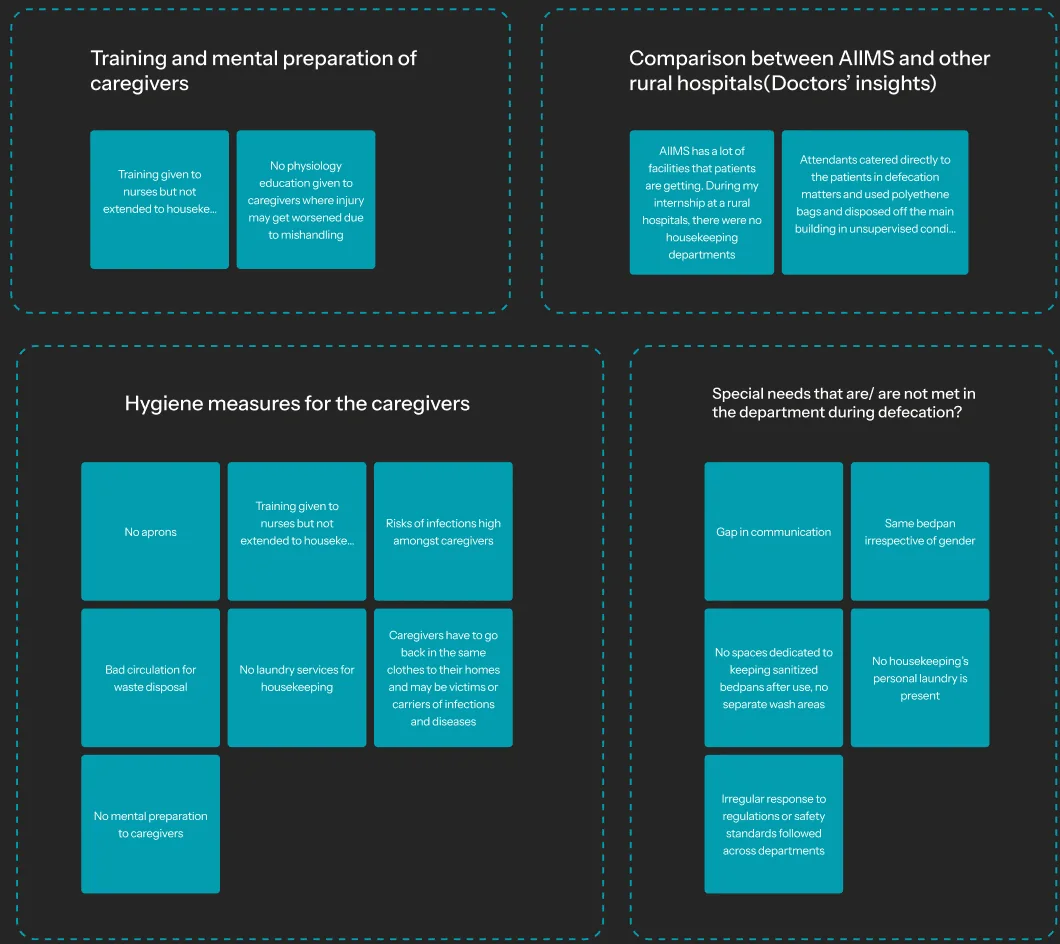 Training and mental preparation of
caregivers
Training given to
nurses but not
extended to houseke...
No physiology
education given to
caregivers where injury
may get worsened due
to mishandling
Comparison between AIIMS and other
rural hospitals(Doctors' insights)
AIIMS has a lot of
facilities that patients
are getting. During my
internship at a rural
hospitals, there were no
housekeeping
departments
Attendants catered directly to
the patients in defecation
matters and used polyethene
bags and disposed off the main
building in unsupervised condi...
Hygiene measures for the caregivers
No aprons
Training given to
nurses but not
extended to houseke...
Risks of infections high
amongst caregivers
Bad circulation for
waste disposal
No laundry services for
housekeeping
Caregivers have to go
back in the same
clothes to their homes
and may be victims or
carriers of infections
and diseases
No mental preparation
to caregivers
Special needs that are/ are not met in
the department during defecation?
Gap in communication
Same bedpan
irrespective of gender
No spaces dedicated to
keeping sanitized
bedpans after use, no
separate wash areas
No housekeeping's
personal laundry is
present
Irregular response to
regulations or safety
standards followed
across departments